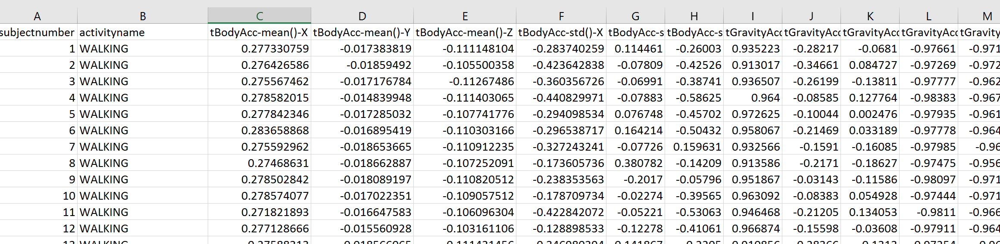 A B C D E F G H I J K L M
subjectnumber activityname tBodyAcc-mean()-X tBodyAcc-mean()-Y tBodyAcc-mean()-Z tBodyAcc-std()-X tBodyAcc-s tBodyAcc-s tGravityAcc tGravityAcc tGravityAcc tGravityAcc tGravity
1 WALKING 0.277330759 -0.017383819 -0.111148104 -0.283740259 0.114461 -0.26003 0.935223 -0.28217 -0.0681 -0.97661 -0.971
2 WALKING 0.276426586 -0.01859492 -0.105500358 -0.423642838 -0.07809 -0.42526 0.913017 -0.34661 0.084727 -0.97269 -0.972
3 WALKING 0.275567462 -0.017176784 -0.11267486 -0.360356726 -0.06991 -0.38741 0.936507 -0.26199 -0.13811 -0.97777 -0.962
4 WALKING 0.278582015 -0.014839948 -0.111403065 -0.440829971 -0.07883 -0.58625 0.964 -0.08585 0.127764 -0.98383 -0.967
5 WALKING 0.277842346 -0.017285032 -0.107741776 -0.294098534 0.076748 -0.45702 0.972625 -0.10044 0.002476 -0.97935 -0.961
6 WALKING 0.283658868 -0.016895419 -0.110303166 -0.296538717 0.164214 -0.50432 0.958067 -0.21469 0.033189 -0.97778 -0.964
7 WALKING 0.275592962 -0.018653665 -0.110912235 -0.327243241 -0.07726 0.159631 0.932566 -0.1591 -0.16085 -0.97985 -0.96
8 WALKING 0.27468631 -0.018662887 -0.107252091 -0.173605736 0.380782 -0.14209 0.913586 -0.2171 -0.18627 -0.97475 -0.956
9 WALKING 0.278502842 -0.018089197 -0.110820512 -0.238353563 -0.2017 -0.05796 0.951867 -0.03143 -0.11586 -0.98097 -0.971
10 WALKING 0.278574077 -0.017022351 -0.109057512 -0.178709734 -0.02274 -0.39565 0.963092 -0.08383 0.054928 -0.97444 -0.971
11 WALKING 0.271821893 -0.016647583 -0.106096304 -0.422842072 -0.05221 -0.53063 0.946468 -0.21205 0.134053 -0.9811 -0.966
12 WALKING 0.277128666 -0.015560928 -0.103161106 -0.128898533 -0.12278 -0.41061 0.966874 -0.15598 -0.03608 -0.97911 -0.964
13 WALKING